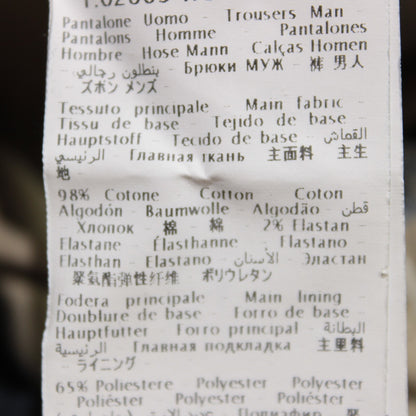 Pantalone Uomo - Trousers Man -
Pantalons Homme - Pantalones
Hombre - Hose Mann - Calças Homen
- بنطلون رجالي - Брюки МУЖ - 裤 男人
- ズボン メンズ
Tessuto principale - Main fabric -
Tissu de base - Tejido de base -
Hauptstoff - Tecido de base - القماش
الرئيسي - Главная ткань - 主面料 - 主生
地
98% Cotone - Cotton - Coton -
Algodón - Baumwolle - Algodão - قطن
- Хлопок - 棉 - 綿 - 2% Elastan -
Elastane - Élasthanne - Elastano -
Elasthan - Elastano - الأستان - Эластан -
聚氨酯弹性纤维 - ポリウレタン
Fodera principale - Main lining -
Doublure de base - Forro de base -
Hauptfutter - Forro principal - البطانة
الرئيسية - Главная подкладка - 主里料
- ライニング
65% Poliestere - Polyester -
Polyester - Poliéster - Polyester -